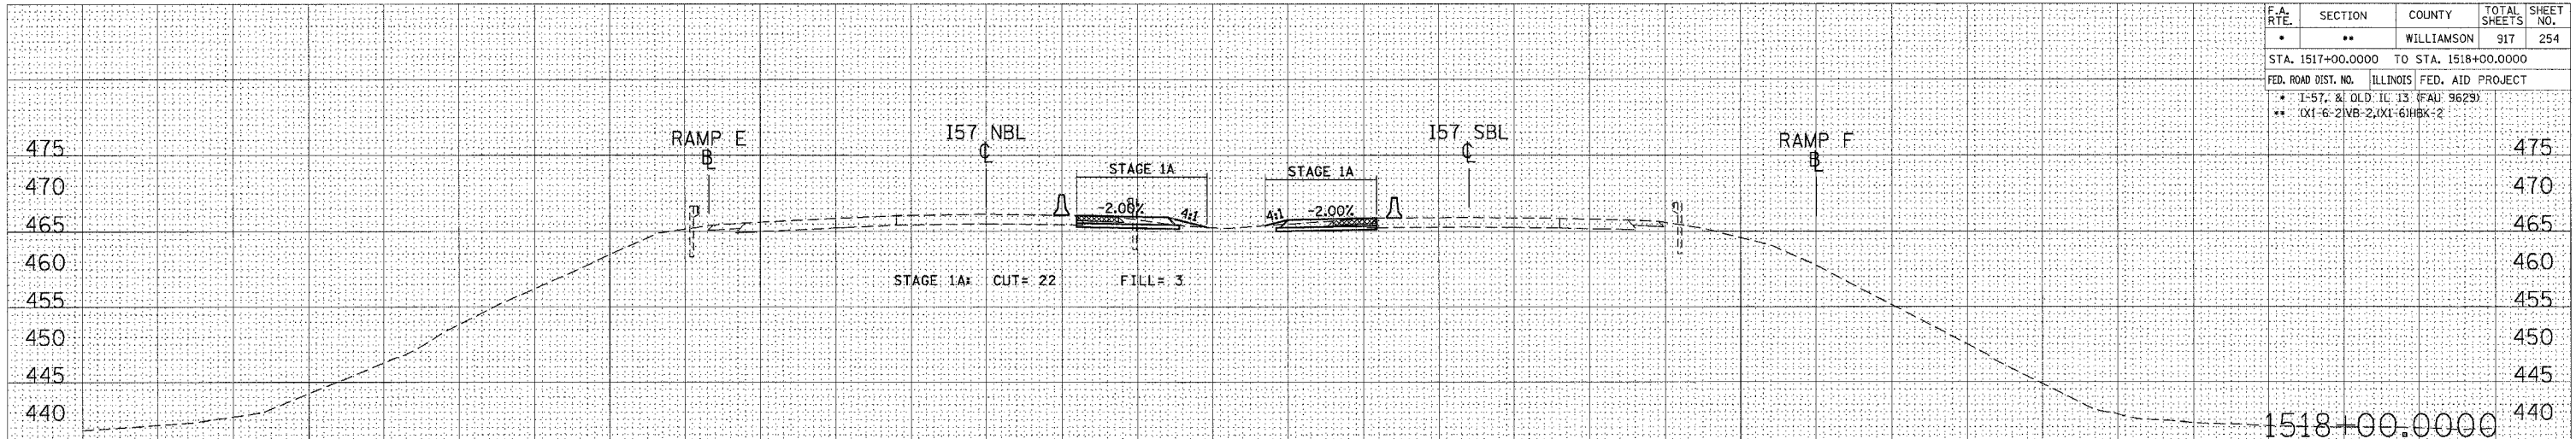 F.A. RTE. SECTION COUNTY TOTAL SHEETS SHEET NO.
* ** WILLIAMSON 917 254
STA. 1517+00.0000 TO STA. 1518+00.0000
FED. ROAD DIST. NO. ILLINOIS FED. AID PROJECT
* I-57, & OLD IL 13 (FAU 9629)
** (X1-6-2)VB-2,(X1-6)HBK-2
RAMP E
B
I57 NBL
I57 SBL
RAMP F
B
475 475
STAGE 1A STAGE 1A
470 470
-2.00% 4:1 4:1 -2.00%
465 465
460 460
STAGE 1A: CUT= 22 FILL= 3
455 455
450 450
445 445
440 440
1518+00.0000